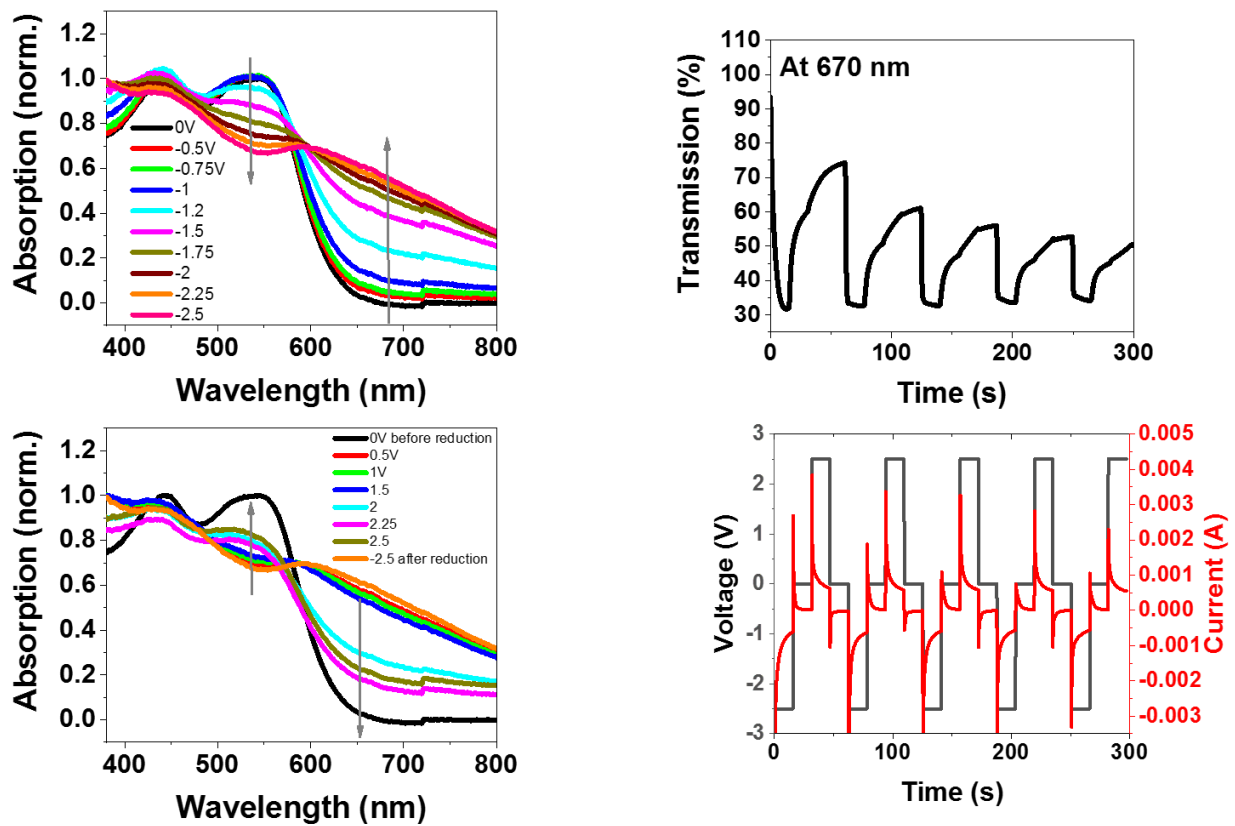 Absorption (norm.)
1.2
1.0
0.8
0.6
0.4
0.2
0.0
0V
-0.5V
-0.75V
-1
-1.2
-1.5
-1.75
-2
-2.25
-2.5
400 500 600 700 800
Wavelength (nm)
Transmission (%)
110
100
90
80
70
60
50
40
30
At 670 nm
0 100 200 300
Time (s)
Absorption (norm.)
1.2
1.0
0.8
0.6
0.4
0.2
0.0
0V before reduction
0.5V
1V
1.5
2
2.25
2.5
-2.5 after reduction
400 500 600 700 800
Wavelength (nm)
Voltage (V)
3
2
1
0
-1
-2
-3
0.005
0.004
0.003
0.002
0.001
0.000
-0.001
-0.002
-0.003
Current (A)
0 100 200 300
Time (s)